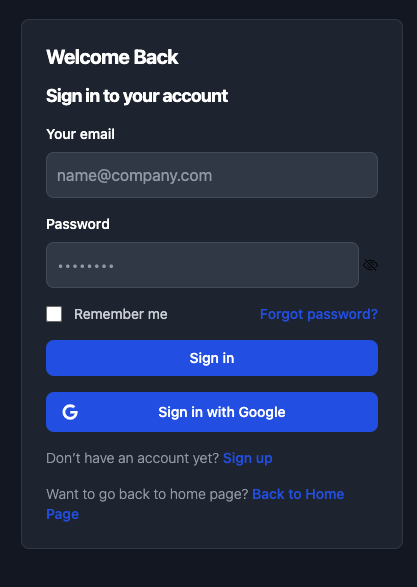 Welcome Back
Sign in to your account
Your email
name@company.com
Password
••••••••
Remember me Forgot password?
Sign in
G Sign in with Google
Don't have an account yet? Sign up
Want to go back to home page? Back to Home
Page